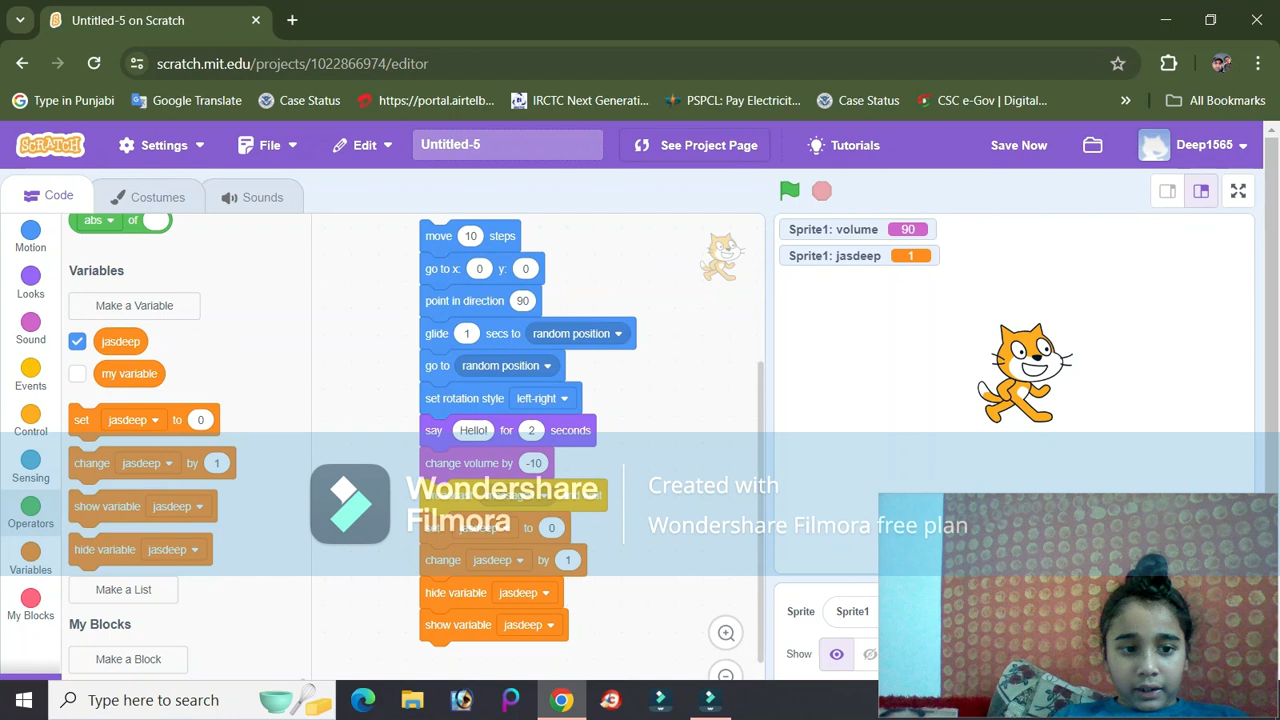 Untitled-5 on Scratch
scratch.mit.edu/projects/1022866974/editor
Type in Punjabi
Google Translate
Case Status
https://portal.airtelb...
IRCTC Next Generati...
PSPCL: Pay Electricit...
Case Status
CSC e-Gov | Digital...
All Bookmarks
SCRATCH
Settings
File
Edit
Untitled-5
See Project Page
Tutorials
Save Now
Deep1565
Code
Costumes
Sounds
Motion
Looks
Sound
Events
Control
Sensing
Operators
Variables
My Blocks
abs of
Variables
Make a Variable
jasdeep
my variable
set jasdeep to 0
change jasdeep by 1
show variable jasdeep
hide variable jasdeep
Make a List
My Blocks
Make a Block
move 10 steps
go to x: 0 y: 0
point in direction 90
glide 1 secs to random position
go to random position
set rotation style left-right
say Hello! for 2 seconds
change volume by -10
jasdeep to 0
change jasdeep by 1
hide variable jasdeep
show variable jasdeep
Wondershare
Filmora
Created with
Wondershare Filmora free plan
Sprite1: volume 90
Sprite1: jasdeep 1
Sprite Sprite1
Show
Type here to search